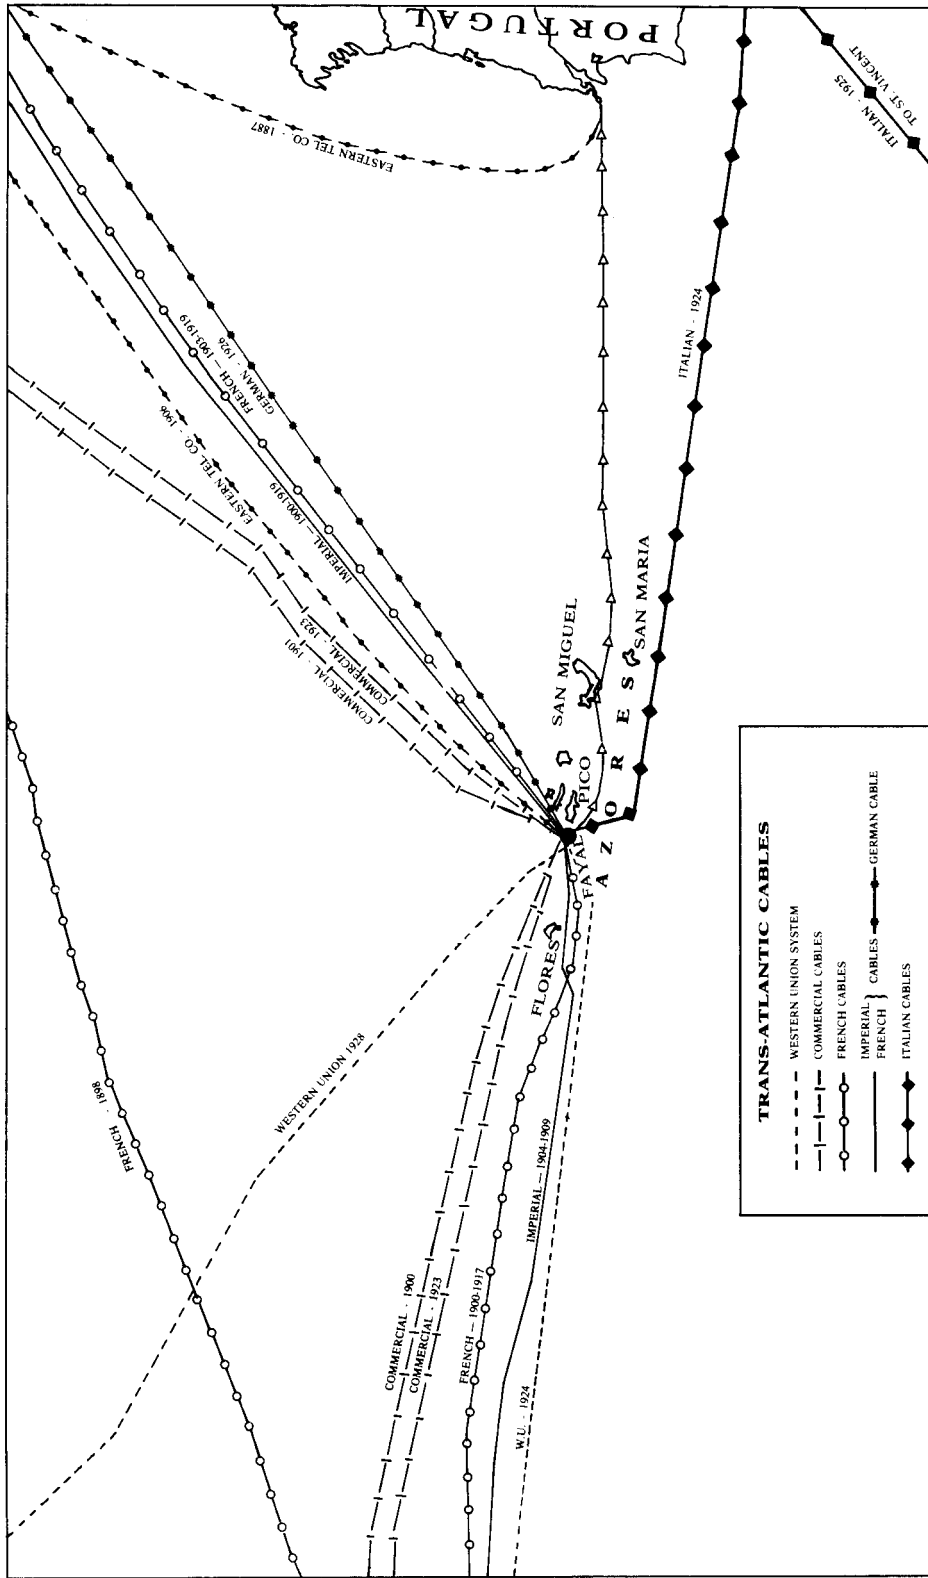 PORTUGAL
TO ST. VINCENT
ITALIAN - 1925
EASTERN TEL CO. - 1887
ITALIAN - 1924
GERMAN - 1926
FRENCH — 1903-1919
EASTERN TEL CO. - 1906
IMPERIAL — 1900-1919
COMMERCIAL - 1923
COMMERCIAL - 1901
SAN MIGUEL
SAN MARIA
PICO
AZORES
FAYAL
FLORES
WESTERN UNION 1928
FRENCH - 1898
IMPERIAL — 1904-1909
COMMERCIAL - 1900
COMMERCIAL - 1923
FRENCH — 1900-1917
W.U. - 1924
TRANS-ATLANTIC CABLES
WESTERN UNION SYSTEM
COMMERCIAL CABLES
FRENCH CABLES
IMPERIAL } CABLES
FRENCH }
GERMAN CABLE
ITALIAN CABLES